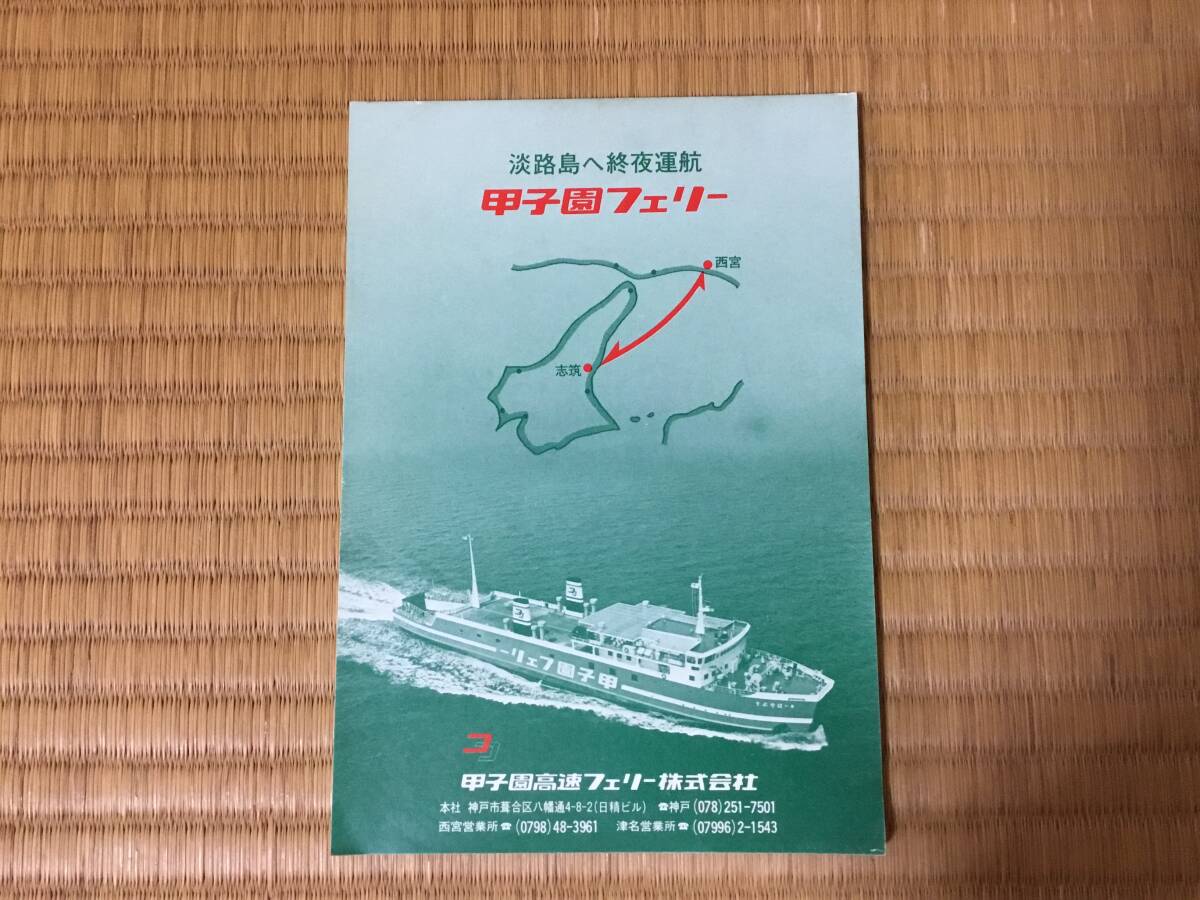 淡路島へ終夜運航
甲子園フェリー
西宮
志筑
ーリェフ園子甲
甲子園高速フェリー株式会社
本社 神戸市葺合区八幡通4-8-2(日精ビル) ☎神戸(078)251-7501
西宮営業所☎(0798)48-3961 津名営業所☎(07996)2-1543